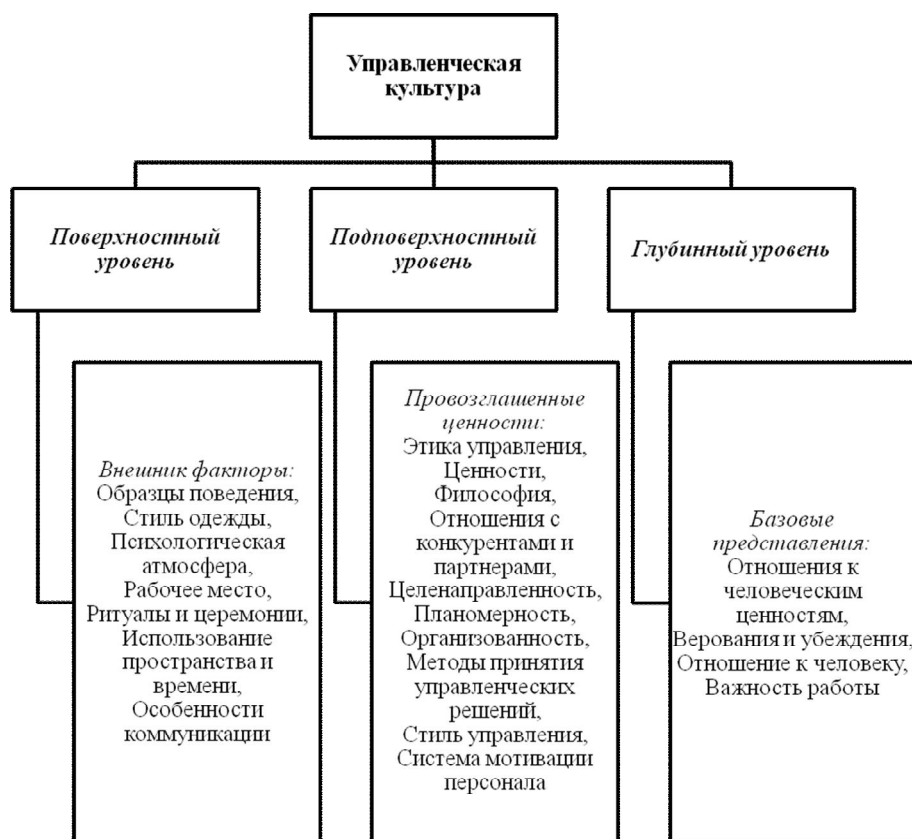 Управленческая
культура
Поверхностный
уровень
Подповерхностный
уровень
Глубинный уровень
Внешник факторы:
Образцы поведения,
Стиль одежды,
Психологическая
атмосфера,
Рабочее место,
Ритуалы и церемонии,
Использование
пространства и
времени,
Особенности
коммуникации
Провозглашенные
ценности:
Этика управления,
Ценности,
Философия,
Отношения с
конкурентами и
партнерами,
Целенаправленность,
Планомерность,
Организованность,
Методы принятия
управленческих
решений,
Стиль управления,
Система мотивации
персонала
Базовые
представления:
Отношения к
человеческим
ценностям,
Верования и убеждения,
Отношение к человеку,
Важность работы